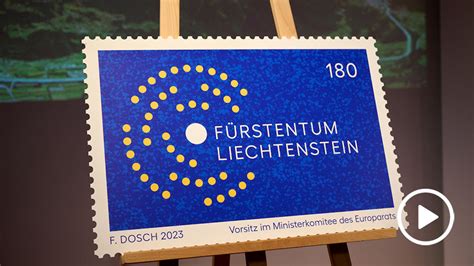 180
FÜRSTENTUM
LIECHTENSTEIN
F. DOSCH 2023
Vorsitz im Ministerkomitee des Europarats